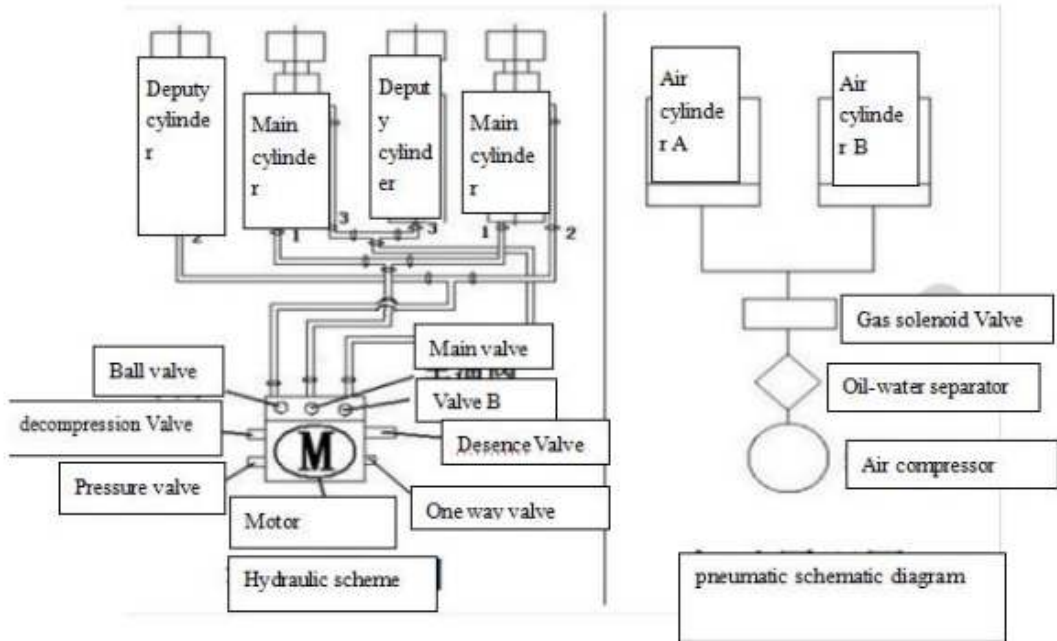 Deputy
cylinde
r
Main
cylinde
r
Deput
y
cylind
er
Main
cylinde
r
2
1
3
3
1
2
Ball valve
decompression Valve
Pressure valve
Motor
Main valve
Valve B
Desence Valve
One way valve
M
Hydraulic scheme
Air
cylinde
r A
Air
cylinde
r B
Gas solenoid Valve
Oil-water separator
Air compressor
pneumatic schematic diagram